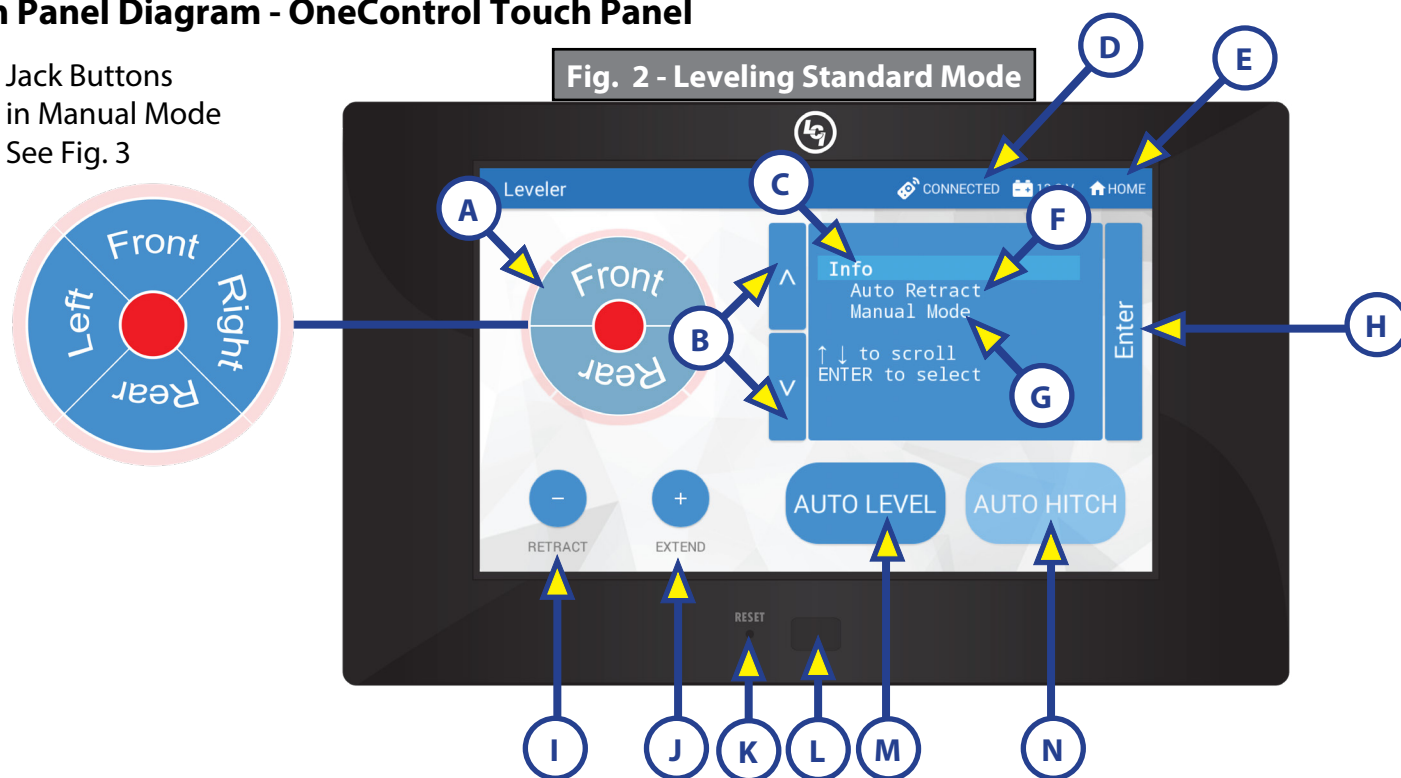 Panel Diagram - OneControl Touch Panel
Jack Buttons
in Manual Mode
See Fig. 3
Fig. 2 - Leveling Standard Mode
D
E
LCI
Leveler
CONNECTED
HOME
A
C
F
Front
Left
Right
Rear
Front
Rear
B
^
v
Info
Auto Retract
Manual Mode
↑ ↓ to scroll
ENTER to select
Enter
H
G
−
RETRACT
+
EXTEND
AUTO LEVEL
AUTO HITCH
RESET
I
J
K
L
M
N